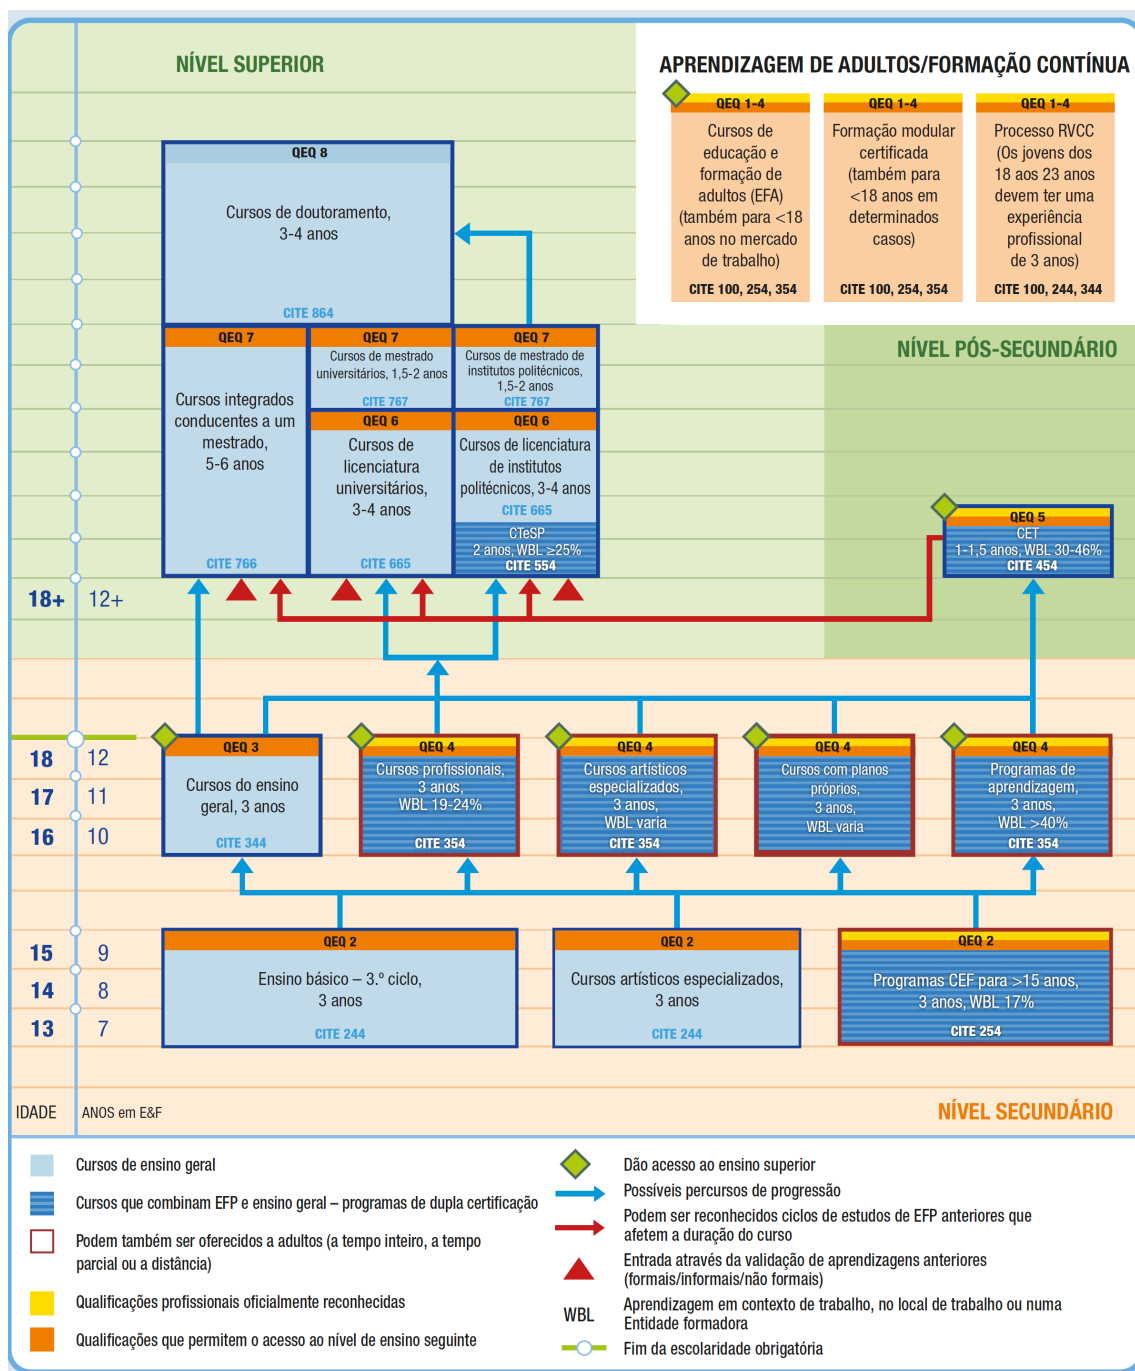 NÍVEL SUPERIOR
APRENDIZAGEM DE ADULTOS/FORMAÇÃO CONTÍNUA
QEQ 1-4
Cursos de
educação e
formação de
adultos (EFA)
(também para <18
anos no mercado
de trabalho)
CITE 100, 254, 354
QEQ 1-4
Formação modular
certificada
(também para
<18 anos em
determinados
casos)
CITE 100, 254, 354
QEQ 1-4
Processo RVCC
(Os jovens dos
18 aos 23 anos
devem ter uma
experiência
profissional
de 3 anos)
CITE 100, 244, 344
QEQ 8
Cursos de doutoramento,
3-4 anos
CITE 864
QEQ 7
Cursos integrados
conducentes a um
mestrado,
5-6 anos
CITE 766
QEQ 7
Cursos de mestrado
universitários, 1,5-2 anos
CITE 767
QEQ 7
Cursos de mestrado de
institutos politécnicos,
1,5-2 anos
CITE 767
QEQ 6
Cursos de
licenciatura
universitários,
3-4 anos
CITE 665
QEQ 6
Cursos de licenciatura
de institutos
politécnicos, 3-4 anos
CITE 665
CTeSP
2 anos, WBL ≥25%
CITE 554
NÍVEL PÓS-SECUNDÁRIO
QEQ 5
CET
1-1,5 anos, WBL 30-46%
CITE 454
18+ 12+
18 12
17 11
16 10
QEQ 3
Cursos do ensino
geral, 3 anos
CITE 344
QEQ 4
Cursos profissionais,
3 anos,
WBL 19-24%
CITE 354
QEQ 4
Cursos artísticos
especializados,
3 anos,
WBL varia
CITE 354
QEQ 4
Cursos com planos
próprios,
3 anos,
WBL varia
QEQ 4
Programas de
aprendizagem,
3 anos,
WBL >40%
CITE 354
15 9
14 8
13 7
QEQ 2
Ensino básico – 3.º ciclo,
3 anos
CITE 244
QEQ 2
Cursos artísticos especializados,
3 anos
CITE 244
QEQ 2
Programas CEF para >15 anos,
3 anos, WBL 17%
CITE 254
IDADE ANOS em E&F
NÍVEL SECUNDÁRIO
Cursos de ensino geral
Cursos que combinam EFP e ensino geral – programas de dupla certificação
Podem também ser oferecidos a adultos (a tempo inteiro, a tempo
parcial ou a distância)
Qualificações profissionais oficialmente reconhecidas
Qualificações que permitem o acesso ao nível de ensino seguinte
Dão acesso ao ensino superior
Possíveis percursos de progressão
Podem ser reconhecidos ciclos de estudos de EFP anteriores que
afetem a duração do curso
Entrada através da validação de aprendizagens anteriores
(formais/informais/não formais)
WBL Aprendizagem em contexto de trabalho, no local de trabalho ou numa
Entidade formadora
Fim da escolaridade obrigatória